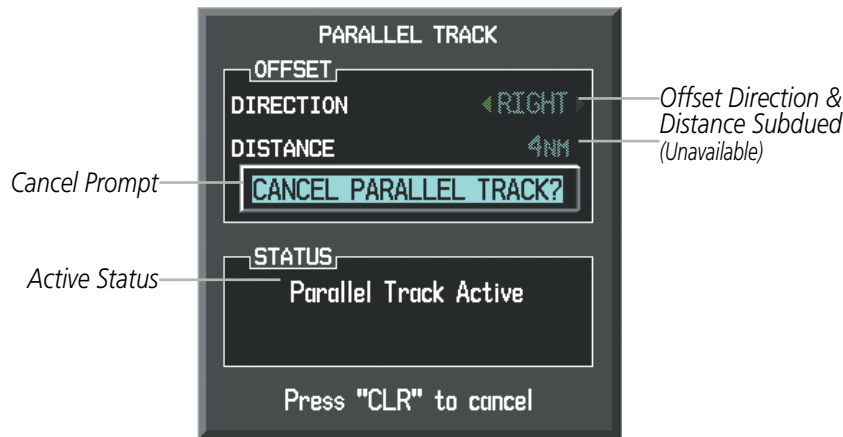 PARALLEL TRACK
OFFSET
DIRECTION RIGHT
Offset Direction &
Distance Subdued
(Unavailable)
DISTANCE 4NM
Cancel Prompt
CANCEL PARALLEL TRACK?
STATUS
Active Status
Parallel Track Active
Press "CLR" to cancel